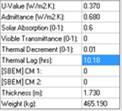 U-Value (W/m2.K): 0.370
Admittance (W/m2.K): 0.680
Solar Absorption (0-1): 0.6
Visible Transmittance (0-1): 0
Thermal Decrement (0-1): 0.01
Thermal Lag (hrs): 10.18
[SBEM] CM 1: 0
[SBEM] CM 2: 0
Thickness (m): 1.730
Weight (kg): 465.190